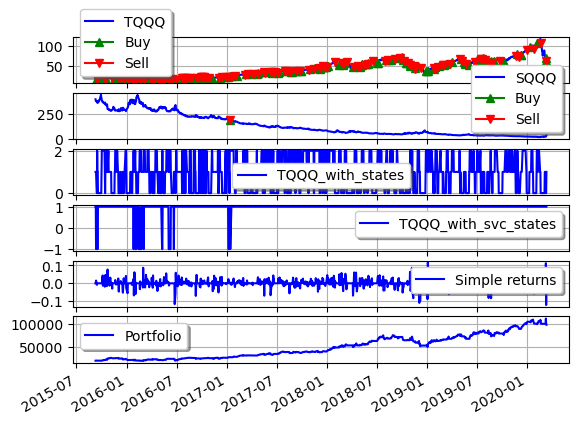 TQQQ
Buy
Sell
100
50
SQQQ
Buy
Sell
250
0
TQQQ_with_states
2
0
TQQQ_with_svc_states
1
0
−1
Simple returns
0.1
0.0
−0.1
Portfolio
100000
50000
2015-07
2016-01
2016-07
2017-01
2017-07
2018-01
2018-07
2019-01
2019-07
2020-01